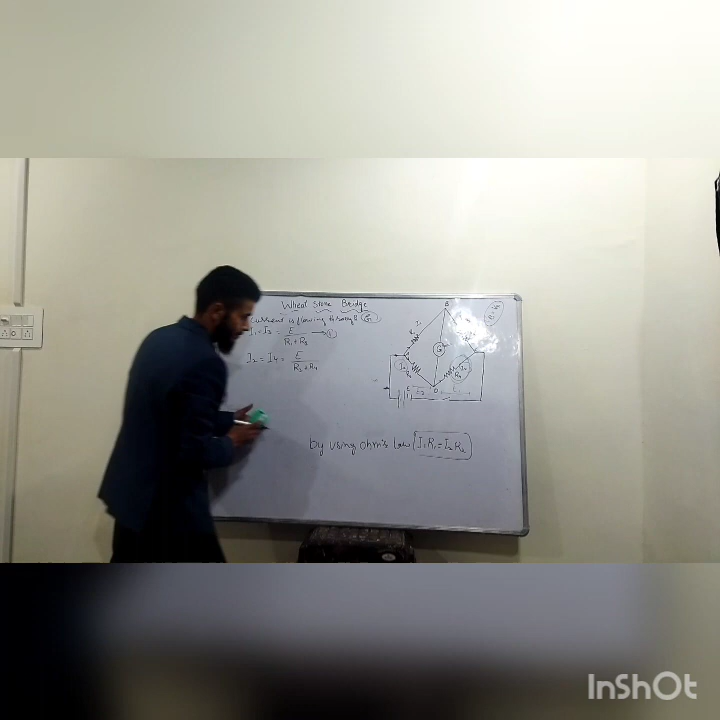 Wheat Stone Bridge
Current is flowing through G
I₁ = I₃ = E / R₁ + R₃ → ①
I₂ = I₄ = E / R₂ + R₄
by using ohm's law I₁R₁ = I₂R₂
B
G
D
E
InShOt